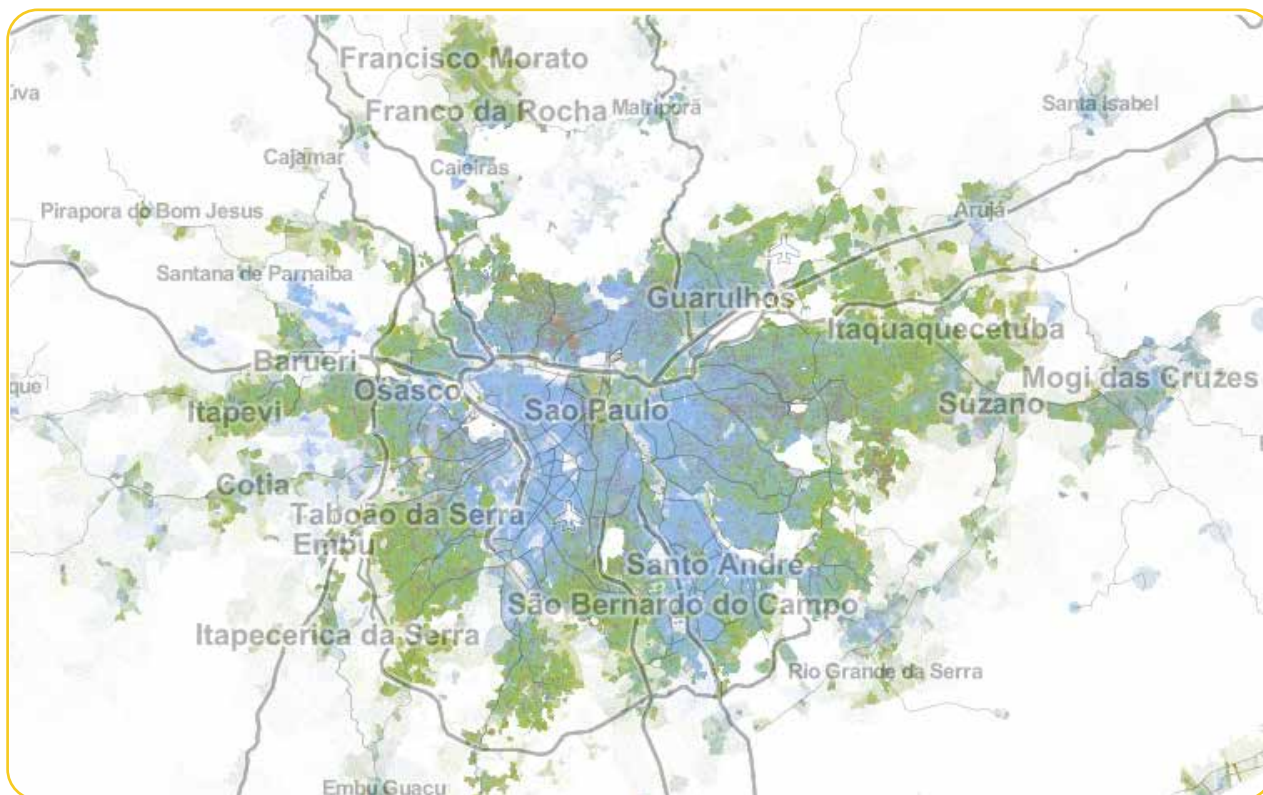 Francisco Morato
Franco da Rocha
Mairiporã
Santa Isabel
Cajamar
Caieiras
Pirapora do Bom Jesus
Arujá
Santana de Parnaíba
Guarulhos
Itaquaquecetuba
Barueri
Mogi das Cruzes
Osasco
Itapevi
Sao Paulo
Suzano
Cotia
Taboão da Serra
Embu
Santo Andre
São Bernardo do Campo
Itapecerica da Serra
Rio Grande da Serra
Embu Guaçu